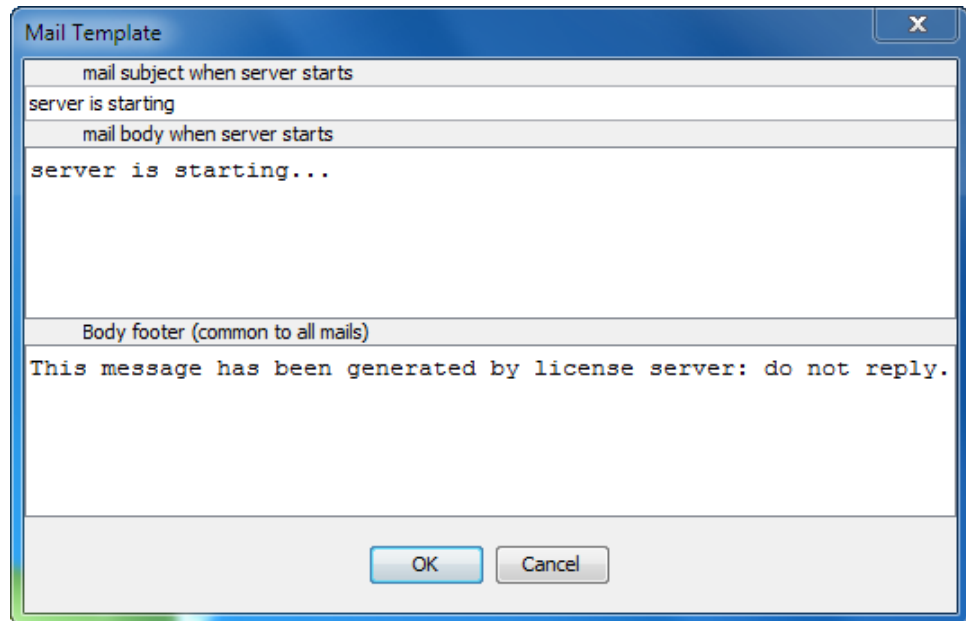 Mail Template
mail subject when server starts
server is starting
mail body when server starts
server is starting...
Body footer (common to all mails)
This message has been generated by license server: do not reply.
OK
Cancel